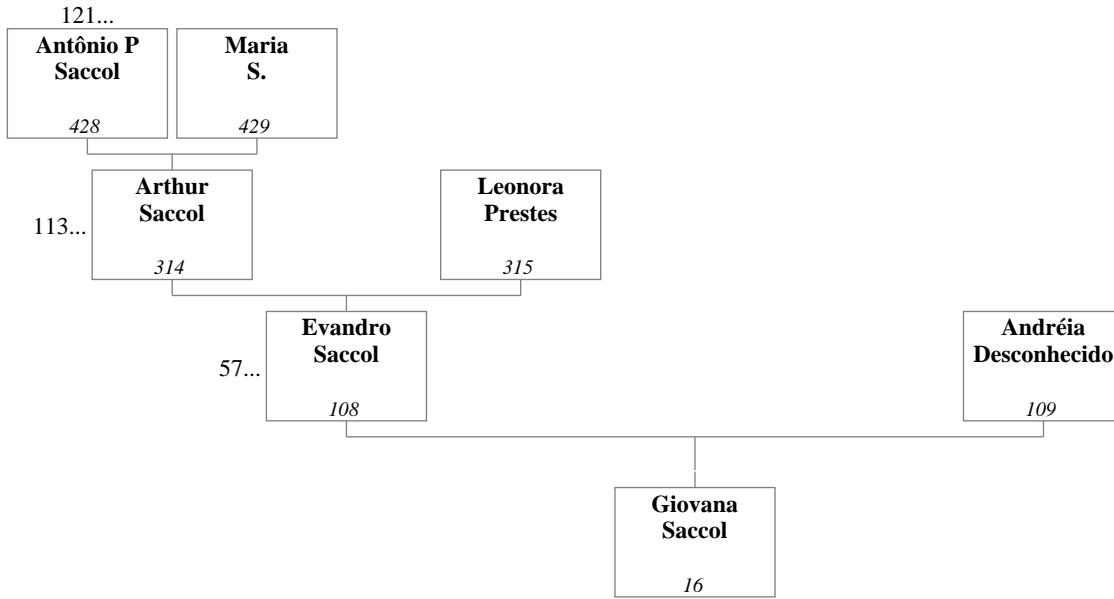 121...
Antônio P
Saccol
428
Maria
S.
429
113...
Arthur
Saccol
314
Leonora
Prestes
315
57...
Evandro
Saccol
108
Andréia
Desconhecido
109
Giovana
Saccol
16